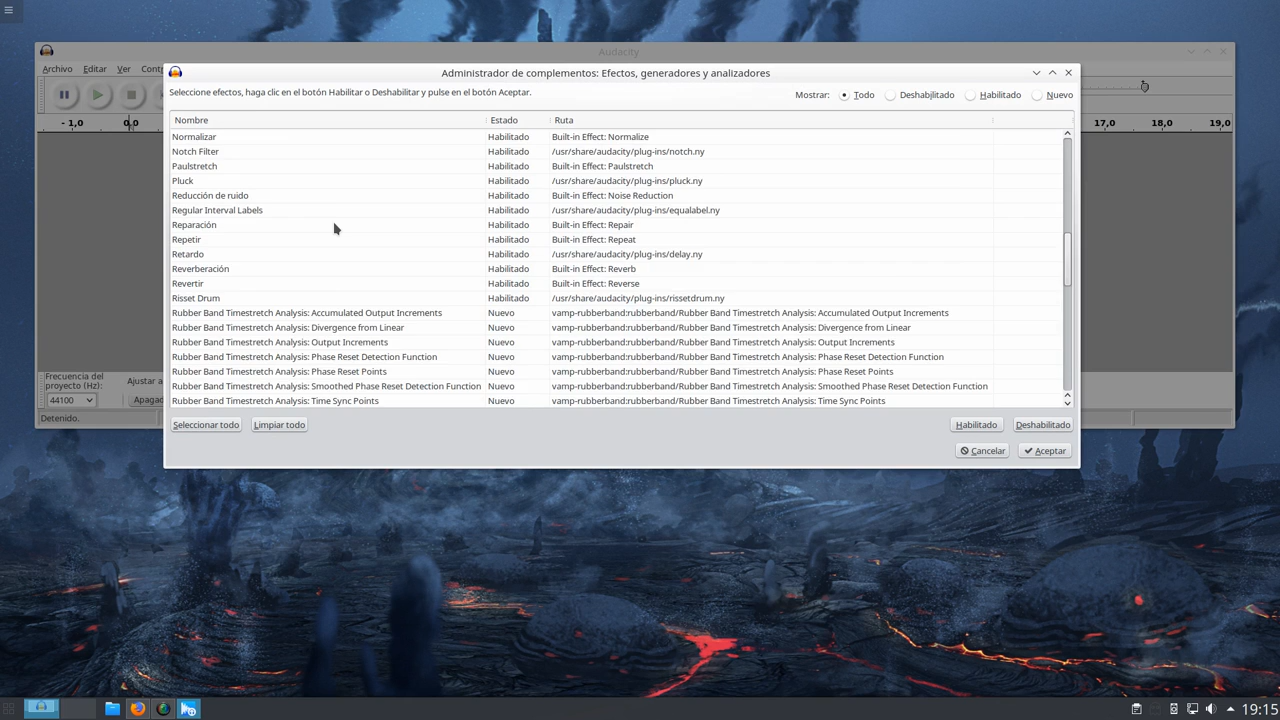 Audacity
Archivo Editar Ver
Administrador de complementos: Efectos, generadores y analizadores
Seleccione efectos, haga clic en el botón Habilitar o Deshabilitar y pulse en el botón Aceptar.
Mostrar: Todo Deshabilitado Habilitado Nuevo
- 1,0 0,0 17,0 18,0 19,0
Nombre Estado Ruta
Normalizar Habilitado Built-in Effect: Normalize
Notch Filter Habilitado /usr/share/audacity/plug-ins/notch.ny
Paulstretch Habilitado Built-in Effect: Paulstretch
Pluck Habilitado /usr/share/audacity/plug-ins/pluck.ny
Reducción de ruido Habilitado Built-in Effect: Noise Reduction
Regular Interval Labels Habilitado /usr/share/audacity/plug-ins/equalabel.ny
Reparación Habilitado Built-in Effect: Repair
Repetir Habilitado Built-in Effect: Repeat
Retardo Habilitado /usr/share/audacity/plug-ins/delay.ny
Reverberación Habilitado Built-in Effect: Reverb
Revertir Habilitado Built-in Effect: Reverse
Risset Drum Habilitado /usr/share/audacity/plug-ins/rissetdrum.ny
Rubber Band Timestretch Analysis: Accumulated Output Increments Nuevo vamp-rubberband:rubberband/Rubber Band Timestretch Analysis: Accumulated Output Increments
Rubber Band Timestretch Analysis: Divergence from Linear Nuevo vamp-rubberband:rubberband/Rubber Band Timestretch Analysis: Divergence from Linear
Rubber Band Timestretch Analysis: Output Increments Nuevo vamp-rubberband:rubberband/Rubber Band Timestretch Analysis: Output Increments
Rubber Band Timestretch Analysis: Phase Reset Detection Function Nuevo vamp-rubberband:rubberband/Rubber Band Timestretch Analysis: Phase Reset Detection Function
Rubber Band Timestretch Analysis: Phase Reset Points Nuevo vamp-rubberband:rubberband/Rubber Band Timestretch Analysis: Phase Reset Points
Rubber Band Timestretch Analysis: Smoothed Phase Reset Detection Function Nuevo vamp-rubberband:rubberband/Rubber Band Timestretch Analysis: Smoothed Phase Reset Detection Function
Rubber Band Timestretch Analysis: Time Sync Points Nuevo vamp-rubberband:rubberband/Rubber Band Timestretch Analysis: Time Sync Points
Frecuencia del
proyecto (Hz): Ajustar a
44100 Apagad
Detenido.
Seleccionar todo Limpiar todo Habilitado Deshabilitado
Cancelar Aceptar
19:15